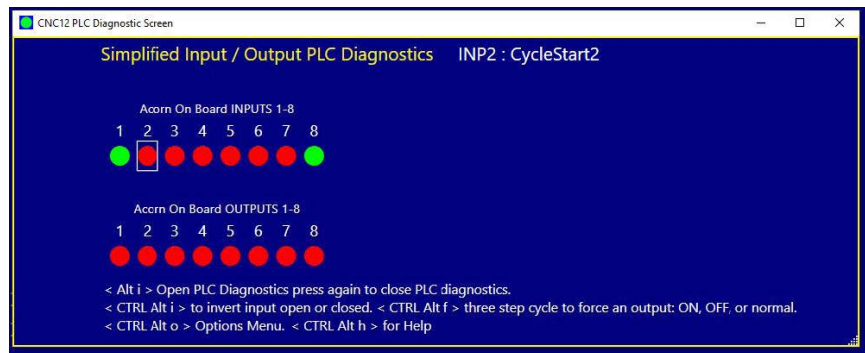 CNC12 PLC Diagnostic Screen
Simplified Input / Output PLC Diagnostics INP2 : CycleStart2
Acorn On Board INPUTS 1-8
1 2 3 4 5 6 7 8
Acorn On Board OUTPUTS 1-8
1 2 3 4 5 6 7 8
< Alt i > Open PLC Diagnostics press again to close PLC diagnostics.
< CTRL Alt i > to invert input open or closed. < CTRL Alt f > three step cycle to force an output: ON, OFF, or normal.
< CTRL Alt o > Options Menu. < CTRL Alt h > for Help